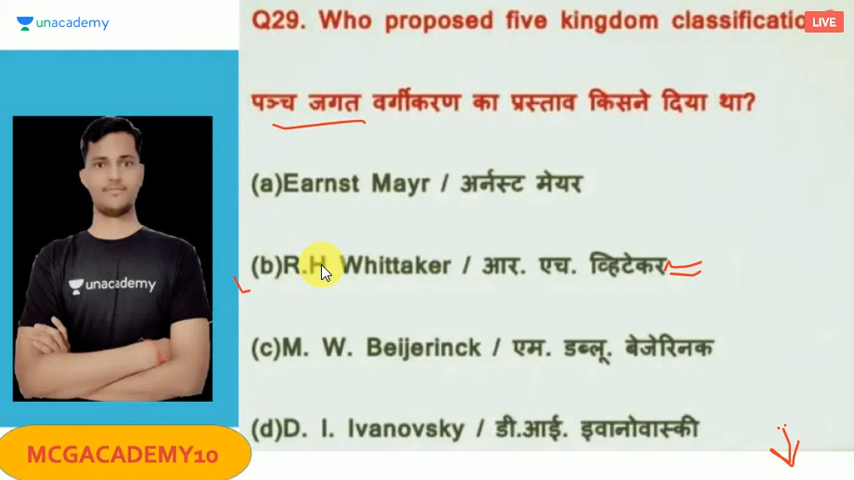 unacademy
Q29. Who proposed five kingdom classificatio
LIVE
पञ्च जगत वर्गीकरण का प्रस्ताव किसने दिया था?
(a)Earnst Mayr / अर्नस्ट मेयर
(b)R.H Whittaker / आर. एच. व्हिटेकर
unacademy
(c)M. W. Beijerinck / एम. डब्लू. बेजेरिनक
(d)D. I. Ivanovsky / डी.आई. इवानोवास्की
MCGACADEMY10